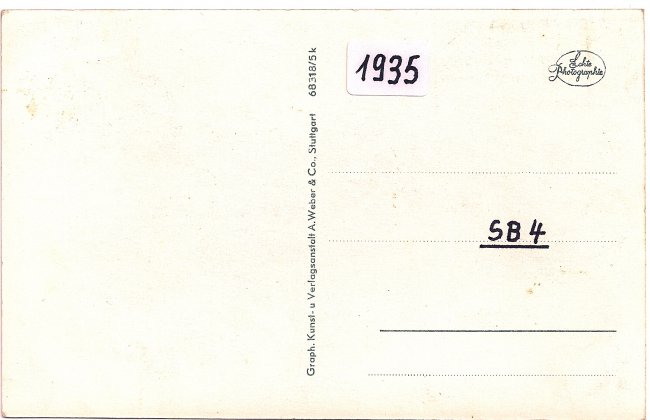 Graph. Kunst- u Verlagsanstalt A. Weber & Co., Stuttgart 68318/5 k
1935
Echte
Photographie
SB 4